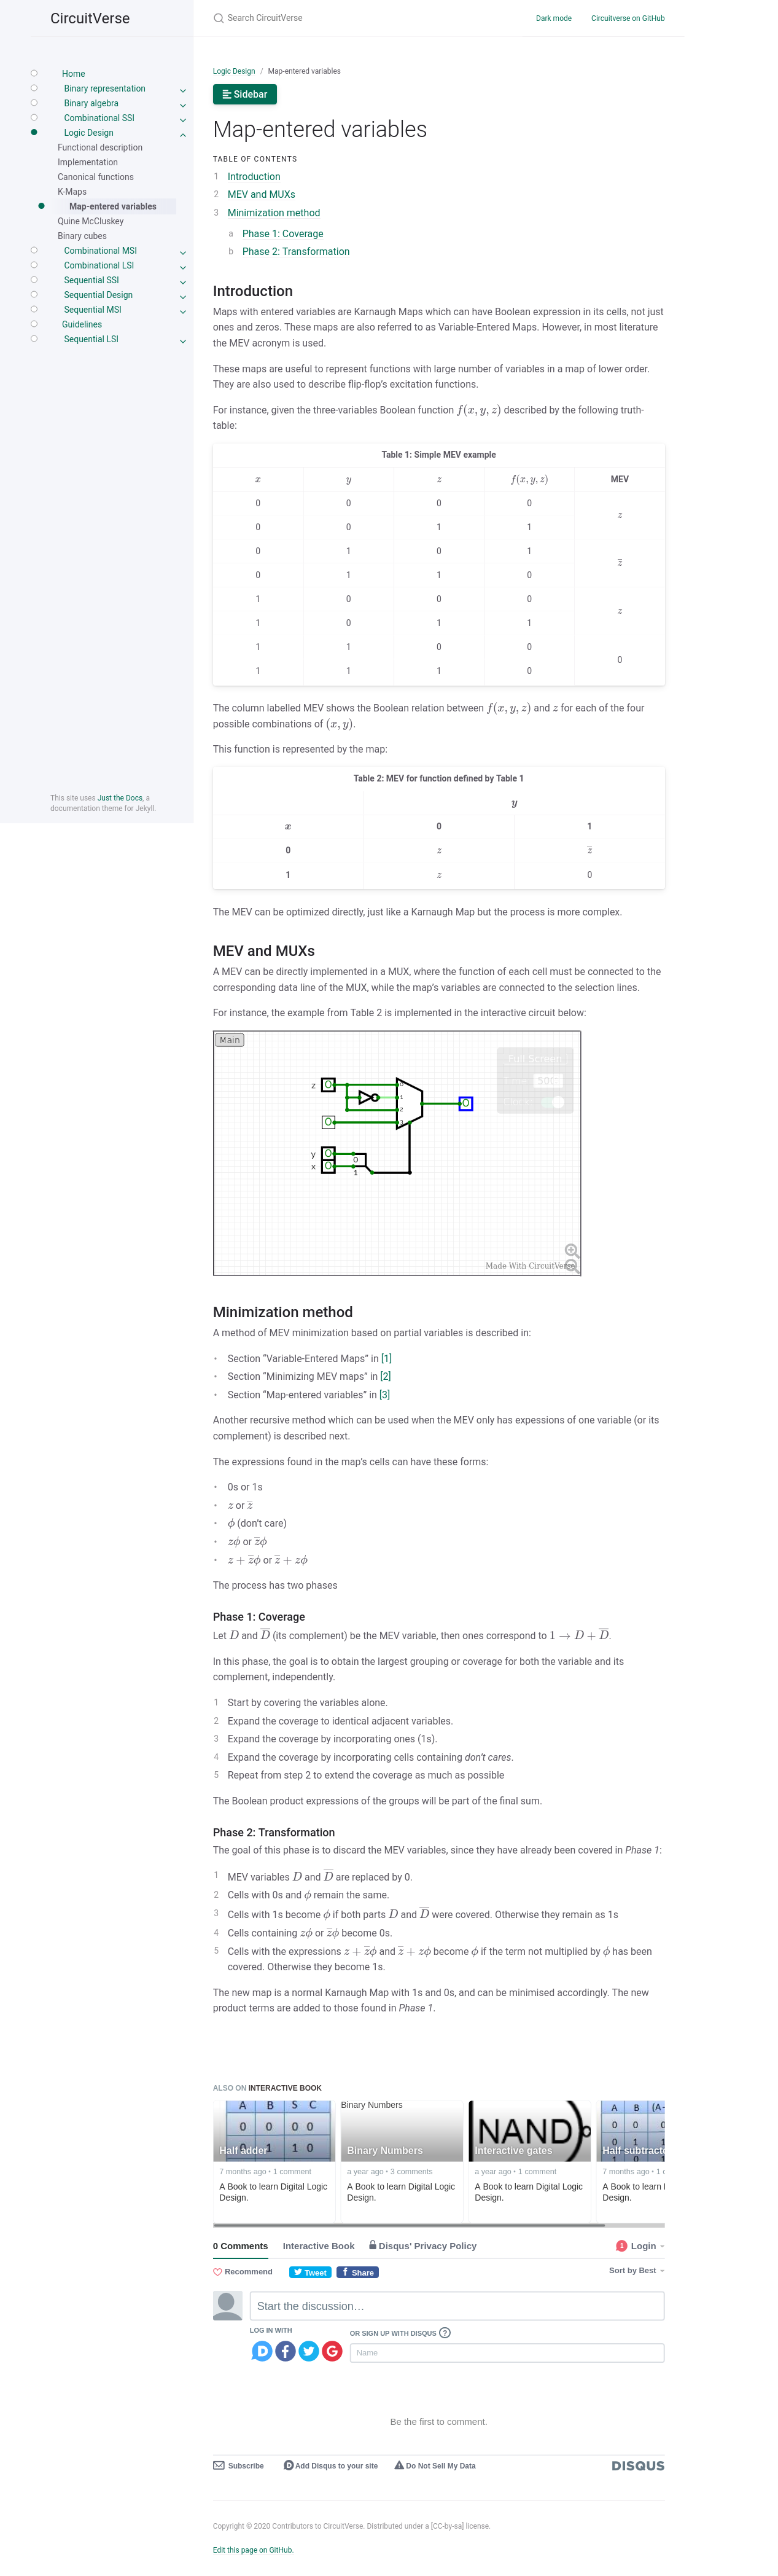 CircuitVerse
Search CircuitVerse
Dark mode
Circuitverse on GitHub
Home
Binary representation
Binary algebra
Combinational SSI
Logic Design
Functional description
Implementation
Canonical functions
K-Maps
Map-entered variables
Quine McCluskey
Binary cubes
Combinational MSI
Combinational LSI
Sequential SSI
Sequential Design
Sequential MSI
Guidelines
Sequential LSI
This site uses Just the Docs, a
documentation theme for Jekyll.
Logic Design / Map-entered variables
Sidebar
Map-entered variables
TABLE OF CONTENTS
1 Introduction
2 MEV and MUXs
3 Minimization method
a Phase 1: Coverage
b Phase 2: Transformation
Introduction
Maps with entered variables are Karnaugh Maps which can have Boolean expression in its cells, not just
ones and zeros. These maps are also referred to as Variable-Entered Maps. However, in most literature
the MEV acronym is used.
These maps are useful to represent functions with large number of variables in a map of lower order.
They are also used to describe flip-flop's excitation functions.
For instance, given the three-variables Boolean function f(x, y, z) described by the following truth-
table:
Table 1: Simple MEV example
x y z f(x, y, z) MEV
0 0 0 0
z
0 0 1 1
0 1 0 1
z̅
0 1 1 0
1 0 0 0
z
1 0 1 1
1 1 0 0
0
1 1 1 0
The column labelled MEV shows the Boolean relation between f(x, y, z) and z for each of the four
possible combinations of (x, y).
This function is represented by the map:
Table 2: MEV for function defined by Table 1
y
x 0 1
0 z z̅
1 z 0
The MEV can be optimized directly, just like a Karnaugh Map but the process is more complex.
MEV and MUXs
A MEV can be directly implemented in a MUX, where the function of each cell must be connected to the
corresponding data line of the MUX, while the map's variables are connected to the selection lines.
For instance, the example from Table 2 is implemented in the interactive circuit below:
Main
Full Screen
500
z 0 0
1
2
0
0 3
y 0
x 0
0
1
Made With CircuitVerse
Minimization method
A method of MEV minimization based on partial variables is described in:
• Section “Variable-Entered Maps” in [1]
• Section “Minimizing MEV maps” in [2]
• Section “Map-entered variables” in [3]
Another recursive method which can be used when the MEV only has expessions of one variable (or its
complement) is described next.
The expressions found in the map's cells can have these forms:
• 0s or 1s
• z or z̅
• ϕ (don't care)
• zϕ or z̅ϕ
• z + z̅ϕ or z̅ + zϕ
The process has two phases
Phase 1: Coverage
Let D and D̅ (its complement) be the MEV variable, then ones correspond to 1 → D + D̅.
In this phase, the goal is to obtain the largest grouping or coverage for both the variable and its
complement, independently.
1 Start by covering the variables alone.
2 Expand the coverage to identical adjacent variables.
3 Expand the coverage by incorporating ones (1s).
4 Expand the coverage by incorporating cells containing don't cares.
5 Repeat from step 2 to extend the coverage as much as possible
The Boolean product expressions of the groups will be part of the final sum.
Phase 2: Transformation
The goal of this phase is to discard the MEV variables, since they have already been covered in Phase 1:
1 MEV variables D and D̅ are replaced by 0.
2 Cells with 0s and ϕ remain the same.
3 Cells with 1s become ϕ if both parts D and D̅ were covered. Otherwise they remain as 1s
4 Cells containing zϕ or z̅ϕ become 0s.
5 Cells with the expressions z + z̅ϕ and z̅ + zϕ become ϕ if the term not multiplied by ϕ has been
covered. Otherwise they become 1s.
The new map is a normal Karnaugh Map with 1s and 0s, and can be minimised accordingly. The new
product terms are added to those found in Phase 1.
ALSO ON INTERACTIVE BOOK
A B S C
0 0 0 0
0 1 1 0
Half adder
7 months ago • 1 comment
A Book to learn Digital Logic
Design.
Binary Numbers
Binary Numbers
a year ago • 3 comments
A Book to learn Digital Logic
Design.
NAND
Interactive gates
a year ago • 1 comment
A Book to learn Digital Logic
Design.
A B (A-
0 0 0
0 1 1
Half subtracto
7 months ago • 1 c
A Book to learn
Design.
0 Comments
Interactive Book
Disqus' Privacy Policy
1 Login
Recommend
Tweet
Share
Sort by Best
Start the discussion…
LOG IN WITH
OR SIGN UP WITH DISQUS ?
Name
Be the first to comment.
Subscribe
Add Disqus to your site
Do Not Sell My Data
DISQUS
Copyright © 2020 Contributors to CircuitVerse. Distributed under a [CC-by-sa] license.
Edit this page on GitHub.